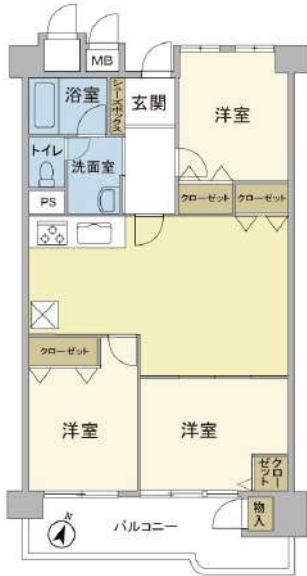 MB
浴室
シューズボックス
玄関
洋室
トイレ
洗面室
PS
クローゼット
クローゼット
クローゼット
洋室
洋室
クローゼット
物入
バルコニー
N